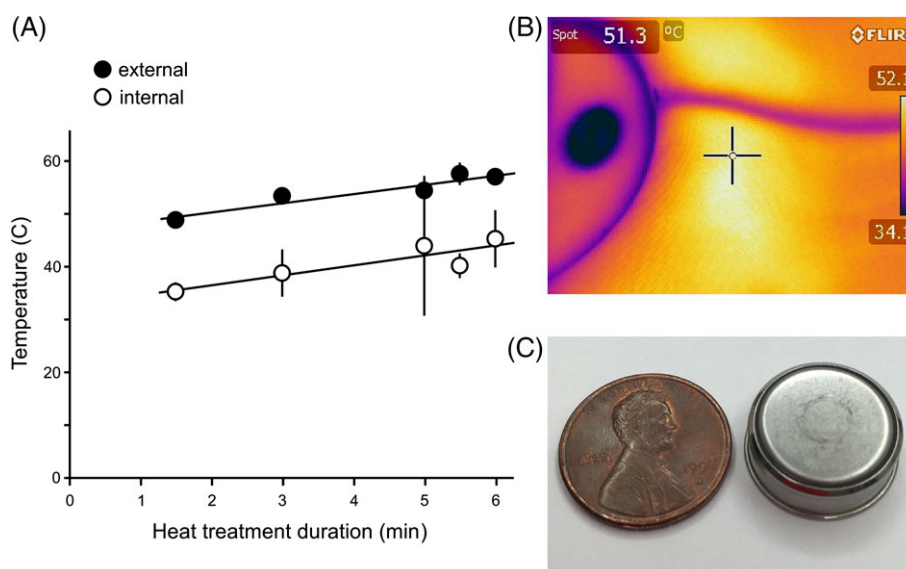 (A)
external
internal
Temperature (C)
60
40
20
0
0 1 2 3 4 5 6
Heat treatment duration (min)
(B)
Spot 51.3 °C
FLIR
52.1
34.1
(C)